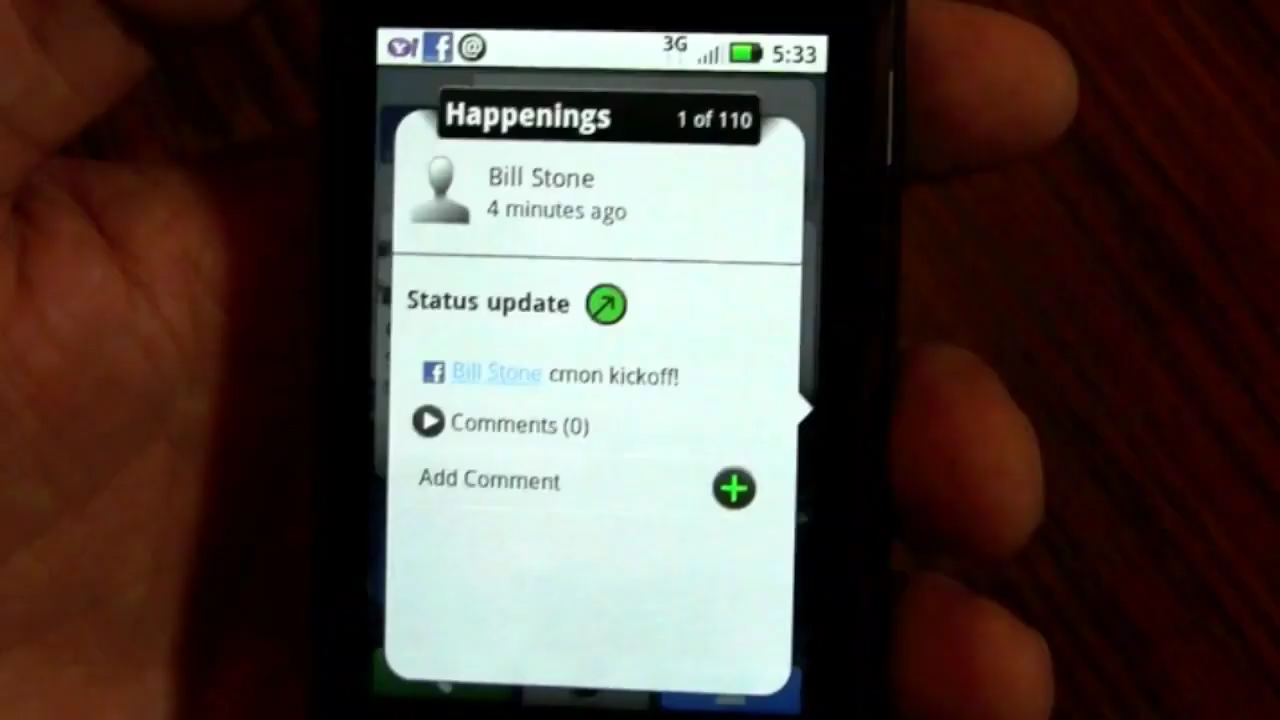 Y! f @ 3G 5:33
Happenings 1 of 110
Bill Stone
4 minutes ago
Status update
f Bill Stone cmon kickoff!
Comments (0)
Add Comment